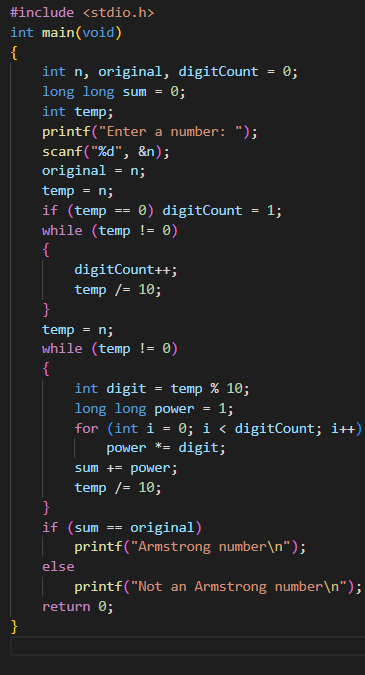 #include <stdio.h>
int main(void)
{
    int n, original, digitCount = 0;
    long long sum = 0;
    int temp;
    printf("Enter a number: ");
    scanf("%d", &n);
    original = n;
    temp = n;
    if (temp == 0) digitCount = 1;
    while (temp != 0)
    {
        digitCount++;
        temp /= 10;
    }
    temp = n;
    while (temp != 0)
    {
        int digit = temp % 10;
        long long power = 1;
        for (int i = 0; i < digitCount; i++)
            power *= digit;
        sum += power;
        temp /= 10;
    }
    if (sum == original)
        printf("Armstrong number\n");
    else
        printf("Not an Armstrong number\n");
    return 0;
}